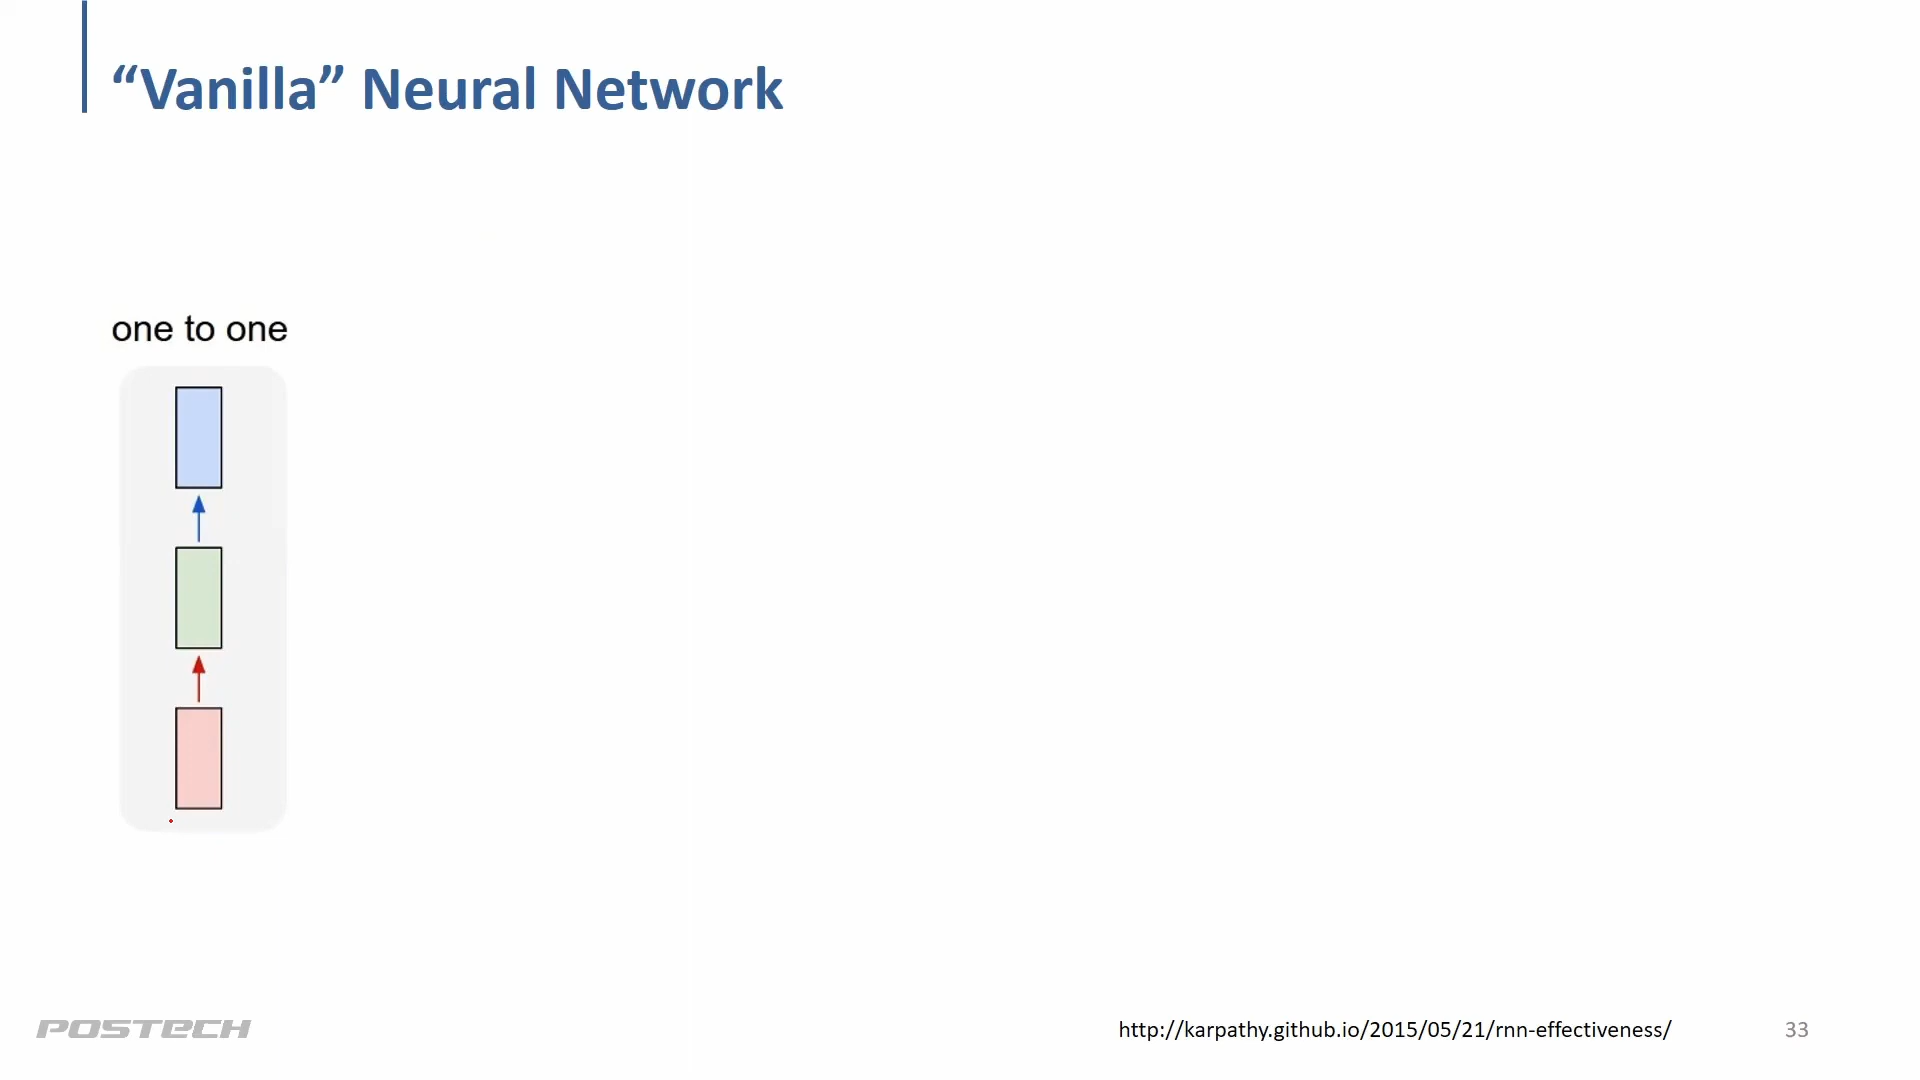 “Vanilla” Neural Network
one to one
POSTECH
http://karpathy.github.io/2015/05/21/rnn-effectiveness/
33